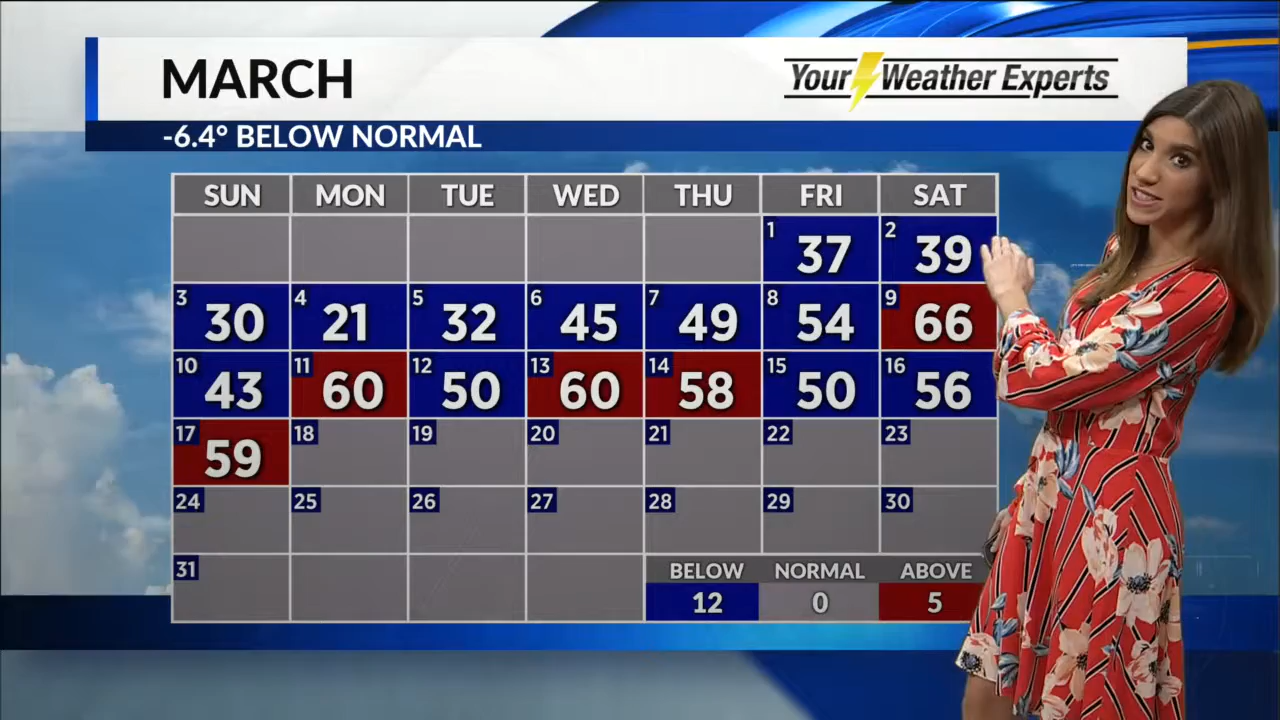 MARCH
Your Weather Experts
-6.4° BELOW NORMAL
SUN MON TUE WED THU FRI SAT
1 37 2 39
3 30 4 21 5 32 6 45 7 49 8 54 9 66
10 43 11 60 12 50 13 60 14 58 15 50 16 56
17 59 18 19 20 21 22 23
24 25 26 27 28 29 30
31
BELOW NORMAL ABOVE
12 0 5